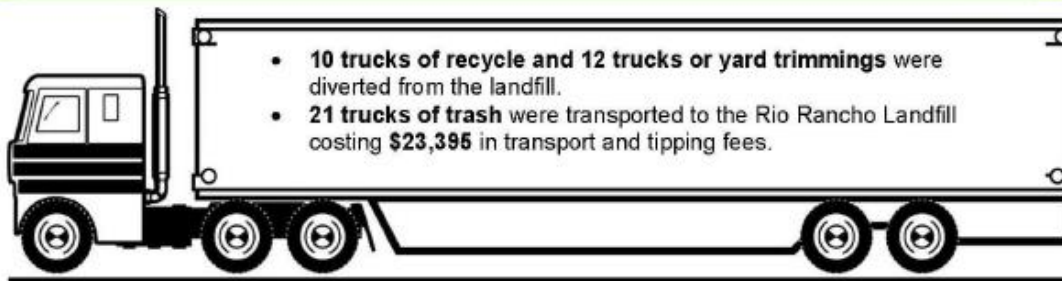 • 10 trucks of recycle and 12 trucks or yard trimmings were
diverted from the landfill.
• 21 trucks of trash were transported to the Rio Rancho Landfill
costing $23,395 in transport and tipping fees.